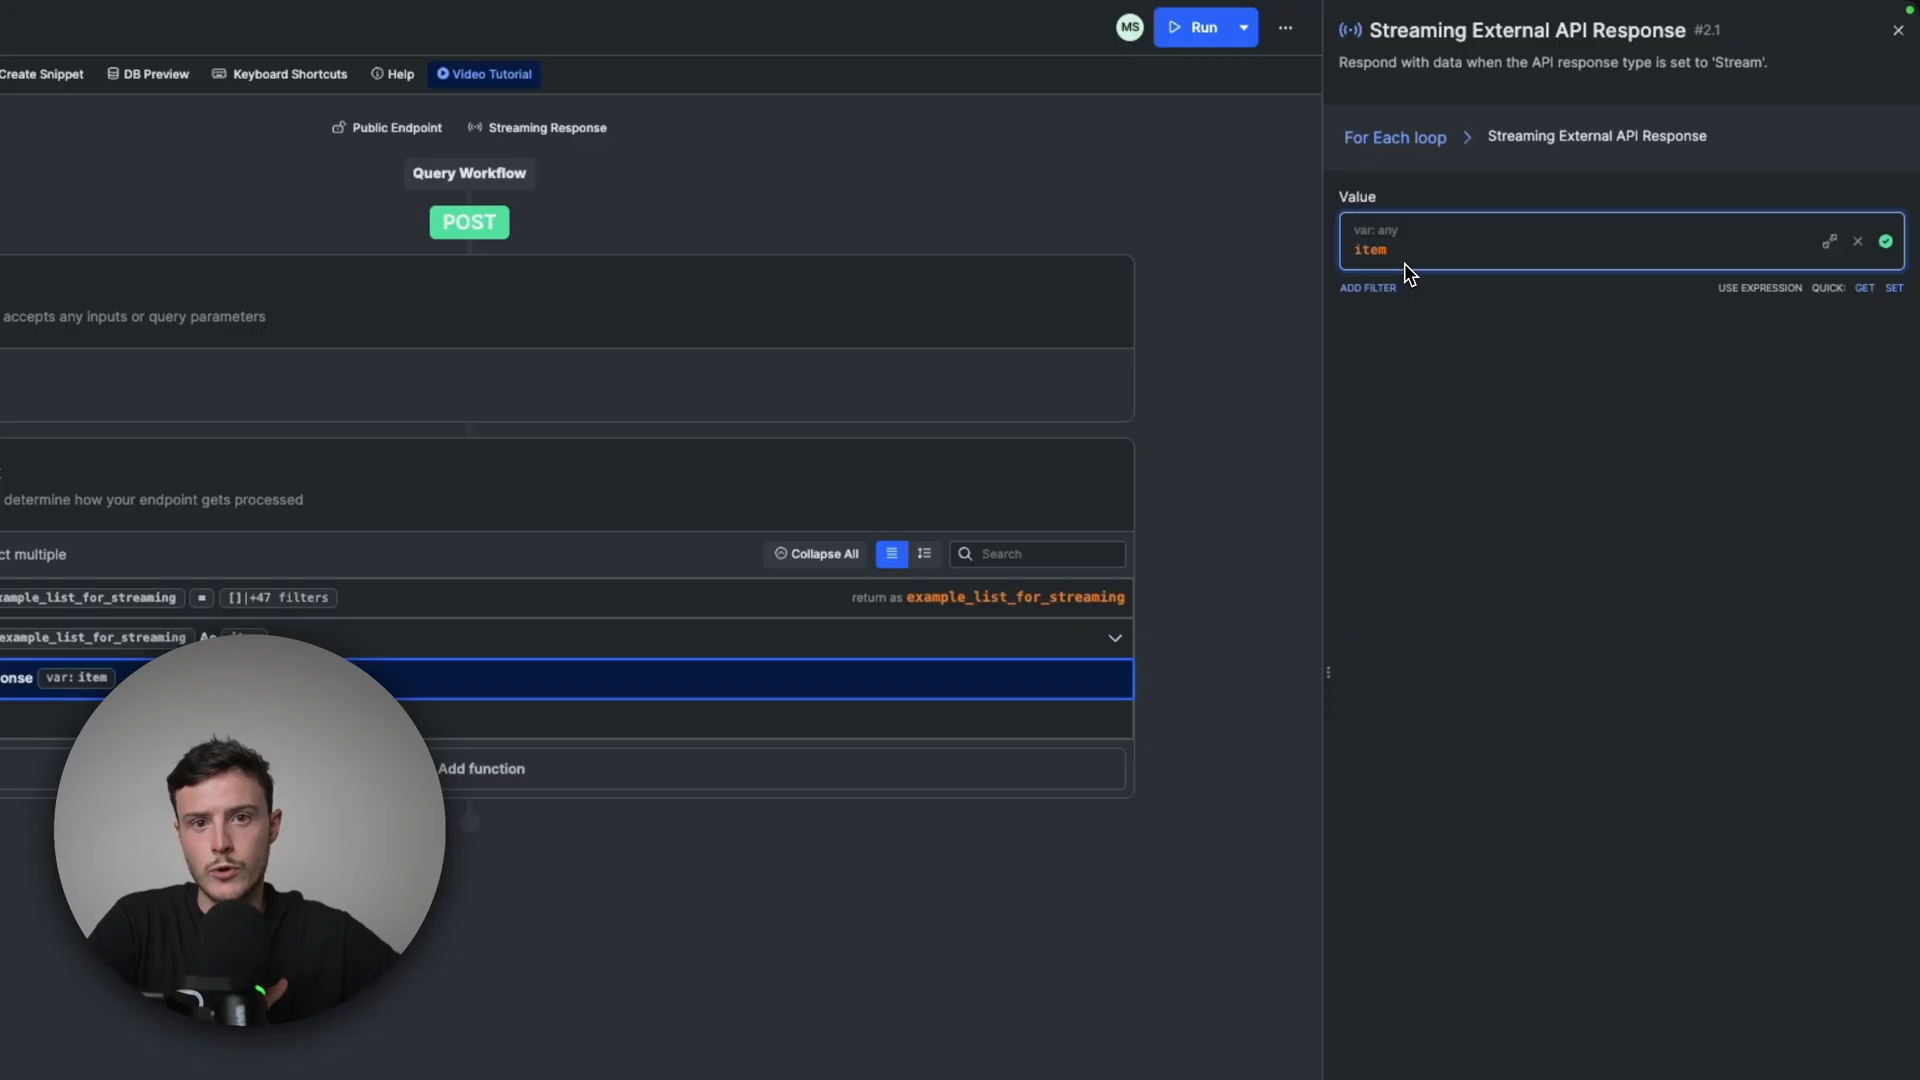 MS
Run
Create Snippet
DB Preview
Keyboard Shortcuts
Help
Video Tutorial
Public Endpoint
Streaming Response
Query Workflow
POST
accepts any inputs or query parameters
determine how your endpoint gets processed
ct multiple
Collapse All
Search
xample_list_for_streaming = []|+47 filters
return as example_list_for_streaming
example_list_for_streaming
onse var: item
Add function
Streaming External API Response #2.1
Respond with data when the API response type is set to 'Stream'.
For Each loop > Streaming External API Response
Value
var: any
item
ADD FILTER
USE EXPRESSION QUICK: GET SET